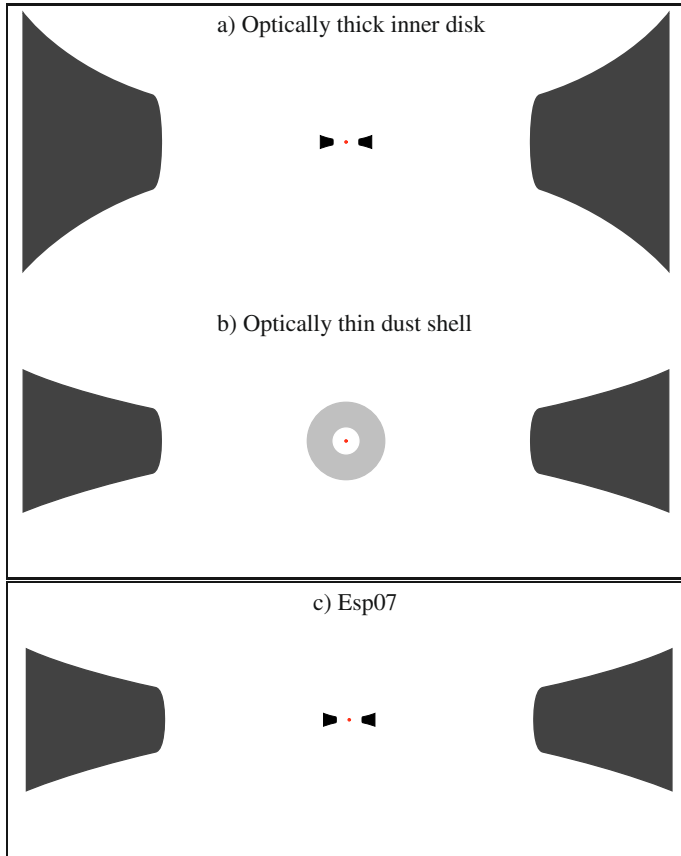 a) Optically thick inner disk
b) Optically thin dust shell
c) Esp07